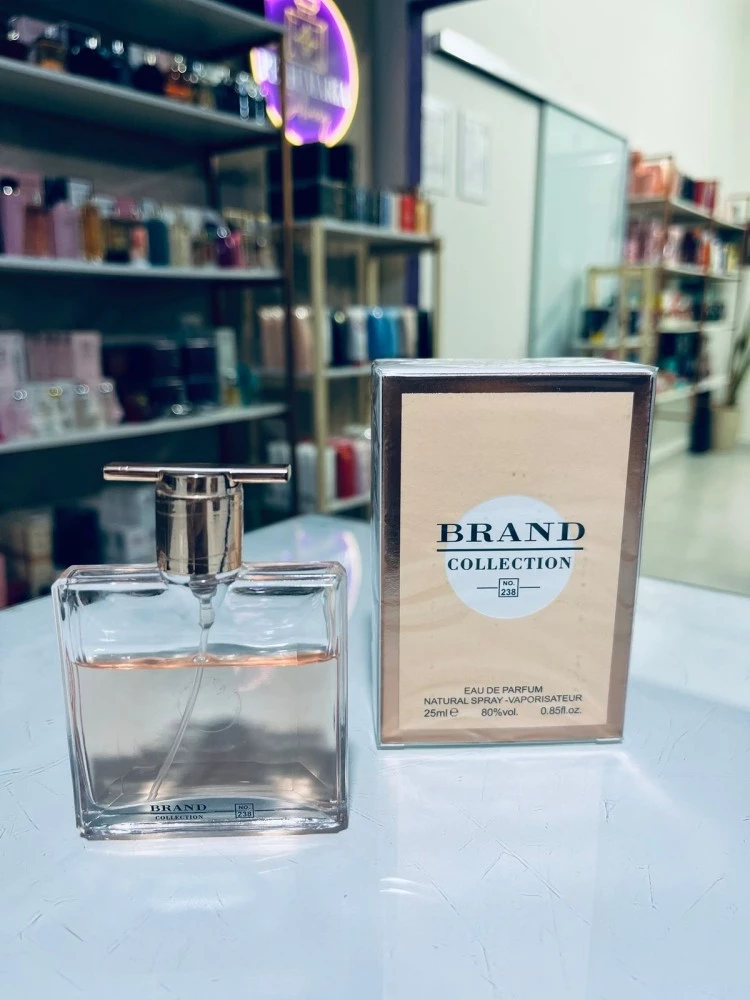 BRAND
COLLECTION
NO.
238
EAU DE PARFUM
NATURAL SPRAY -VAPORISATEUR
25ml ℮ 80%vol. 0.85fl.oz.
BRAND
COLLECTION
NO.
238